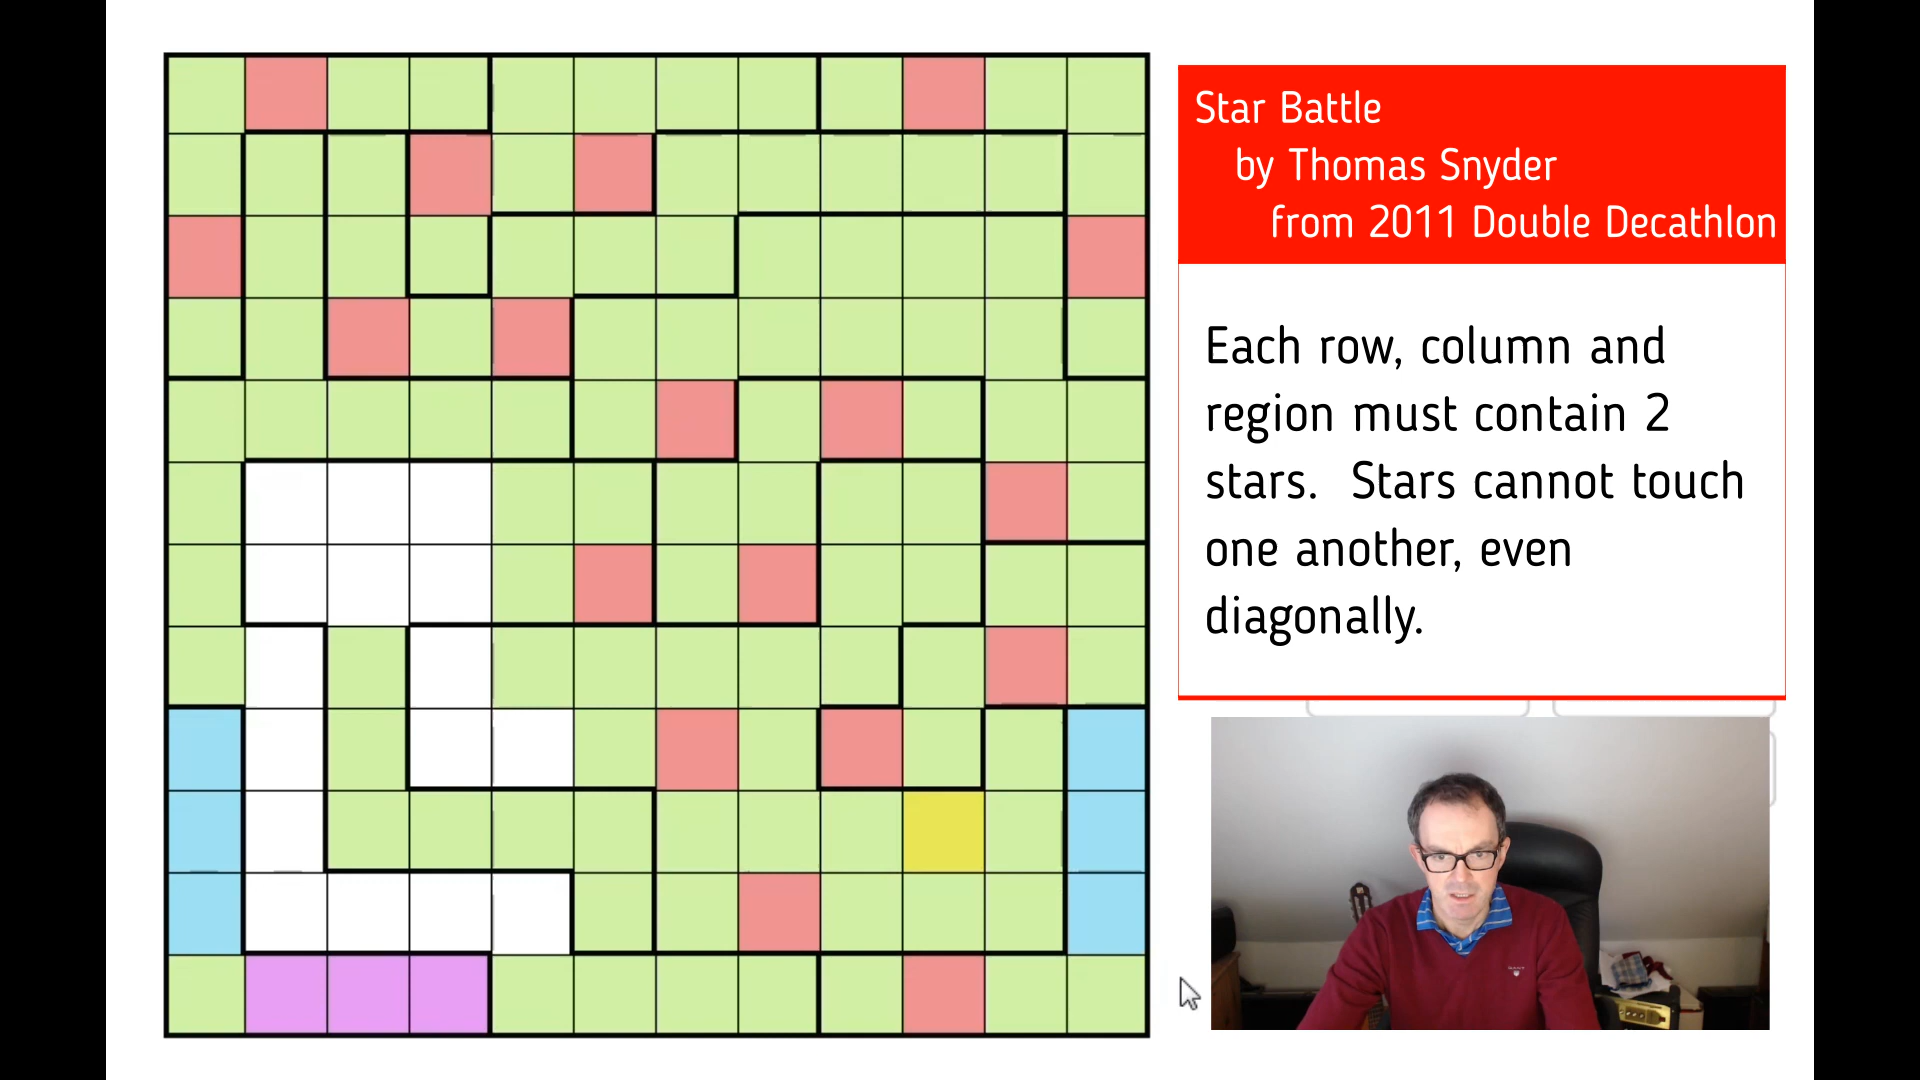 Star Battle
by Thomas Snyder
from 2011 Double Decathlon
Each row, column and
region must contain 2
stars. Stars cannot touch
one another, even
diagonally.